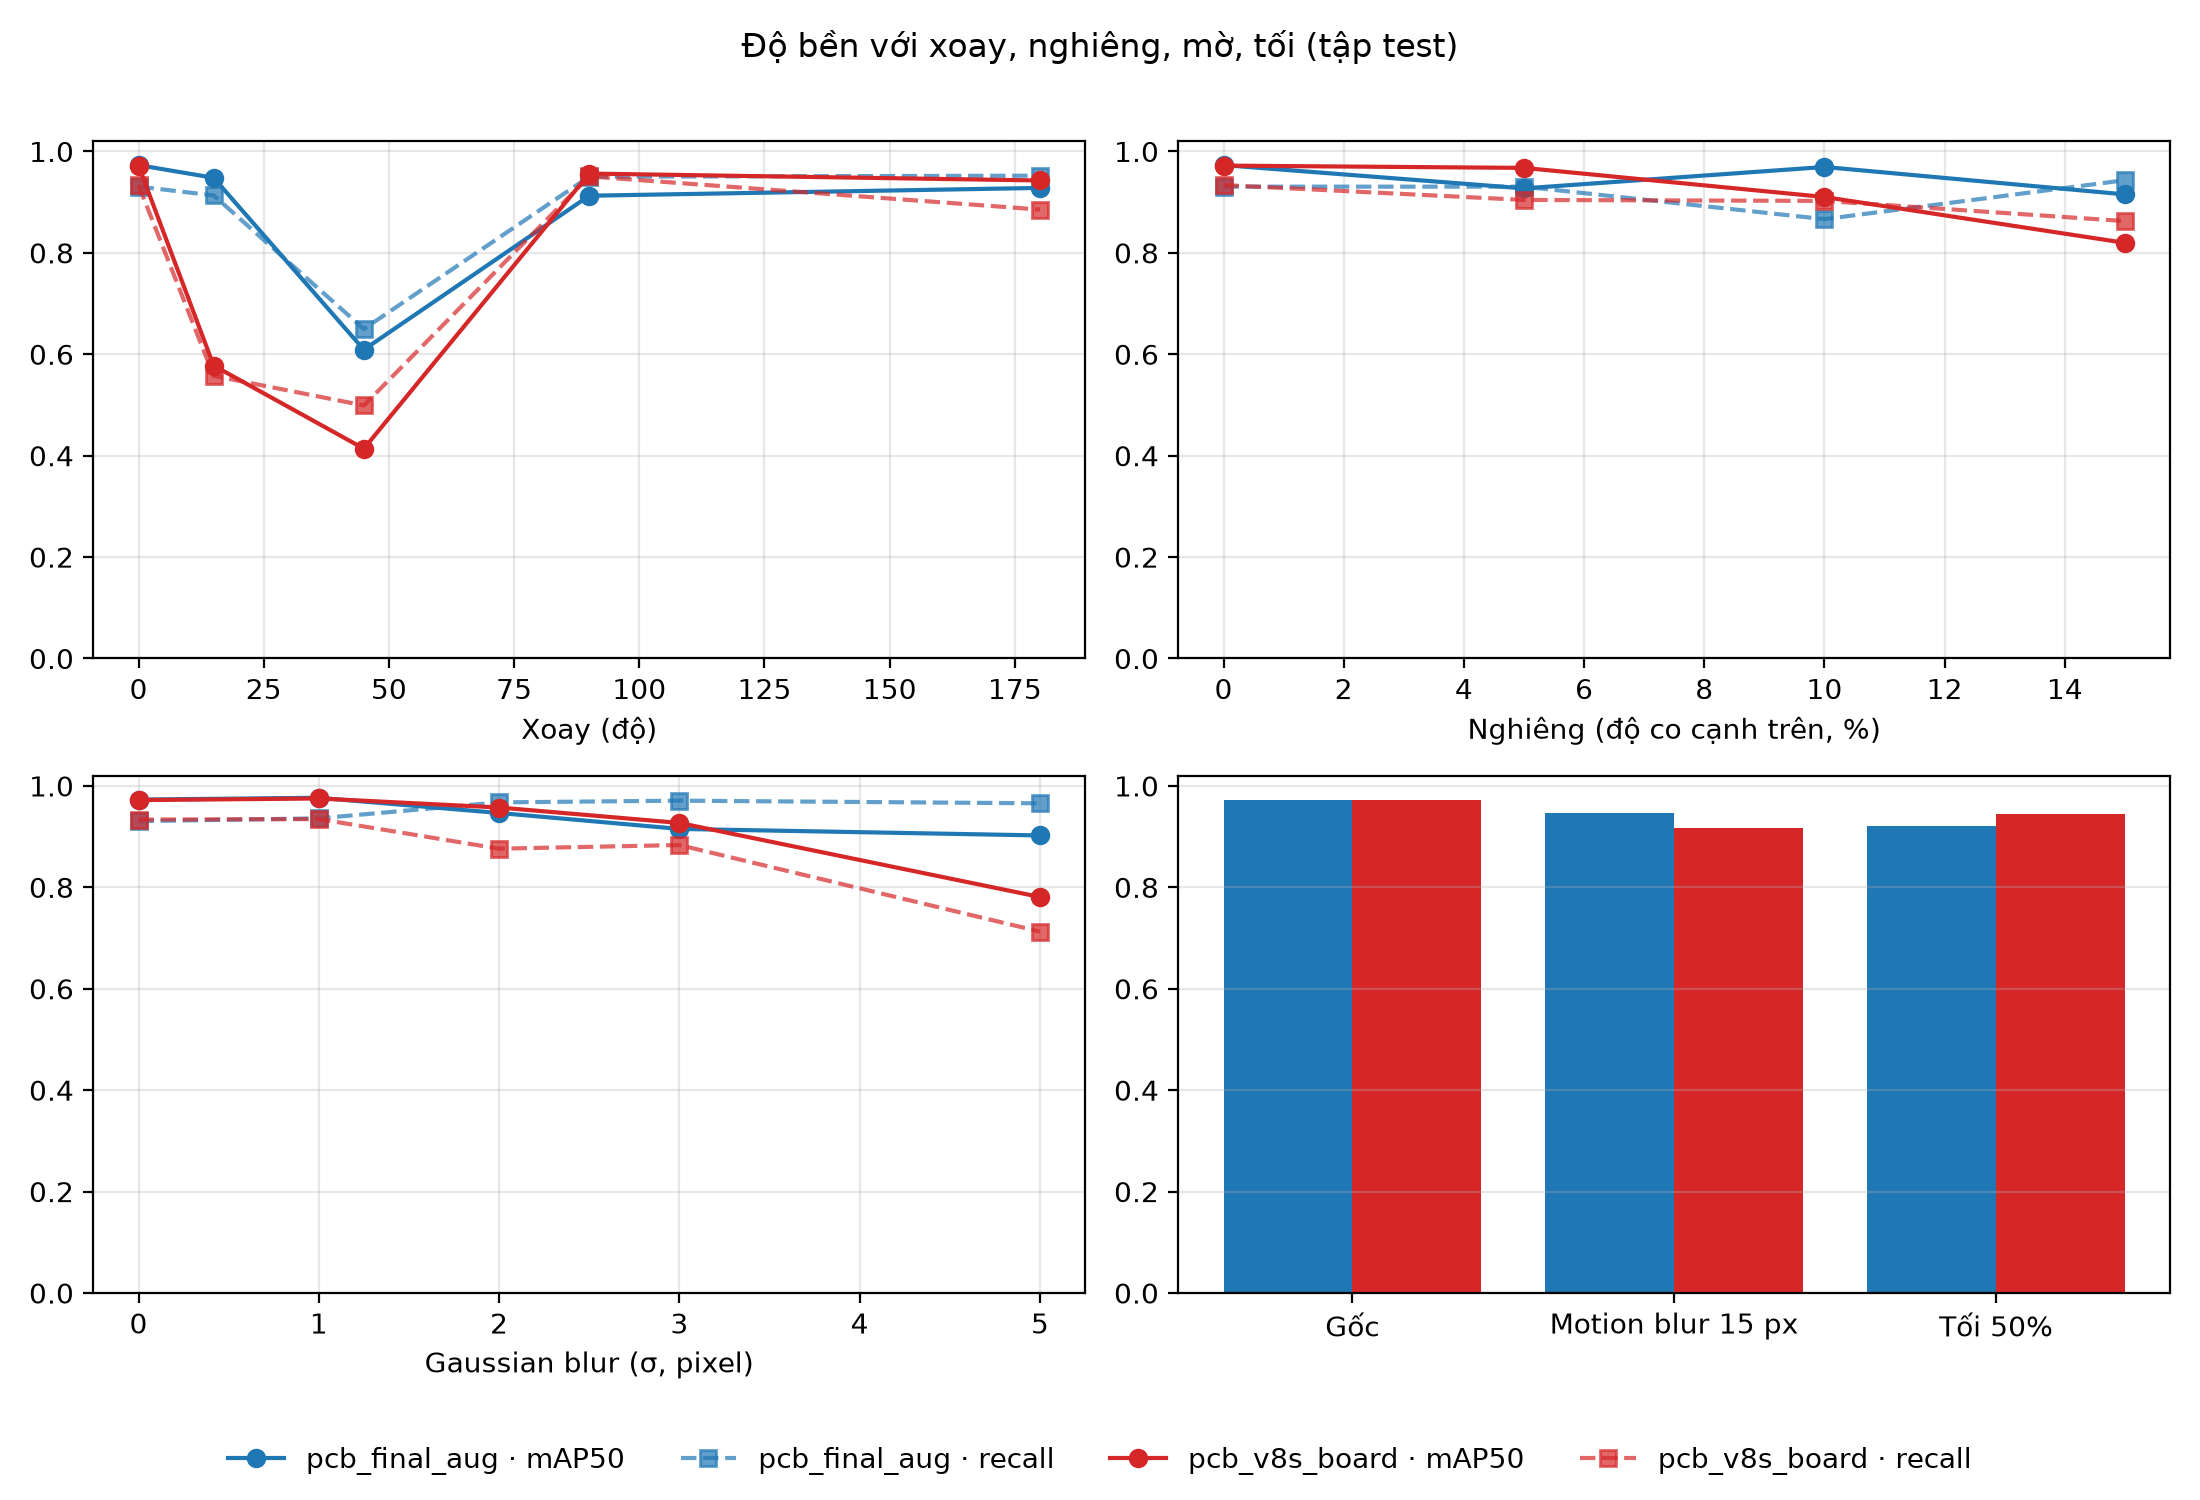 Độ bền với xoay, nghiêng, mờ, tối (tập test)
1.0
0.8
0.6
0.4
0.2
0.0
0 25 50 75 100 125 150 175
Xoay (độ)
1.0
0.8
0.6
0.4
0.2
0.0
0 2 4 6 8 10 12 14
Nghiêng (độ co cạnh trên, %)
1.0
0.8
0.6
0.4
0.2
0.0
0 1 2 3 4 5
Gaussian blur (σ, pixel)
1.0
0.8
0.6
0.4
0.2
0.0
Gốc Motion blur 15 px Tối 50%
pcb_final_aug · mAP50 pcb_final_aug · recall pcb_v8s_board · mAP50 pcb_v8s_board · recall